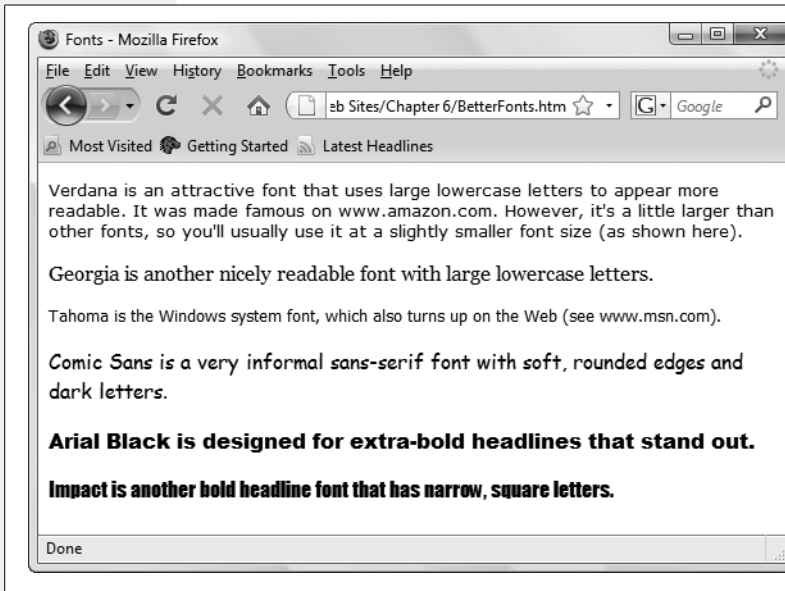 Fonts - Mozilla Firefox
File Edit View History Bookmarks Tools Help
eb Sites/Chapter 6/BetterFonts.htm G Google
Most Visited Getting Started Latest Headlines
Verdana is an attractive font that uses large lowercase letters to appear more
readable. It was made famous on www.amazon.com. However, it's a little larger than
other fonts, so you'll usually use it at a slightly smaller font size (as shown here).
Georgia is another nicely readable font with large lowercase letters.
Tahoma is the Windows system font, which also turns up on the Web (see www.msn.com).
Comic Sans is a very informal sans-serif font with soft, rounded edges and
dark letters.
Arial Black is designed for extra-bold headlines that stand out.
Impact is another bold headline font that has narrow, square letters.
Done